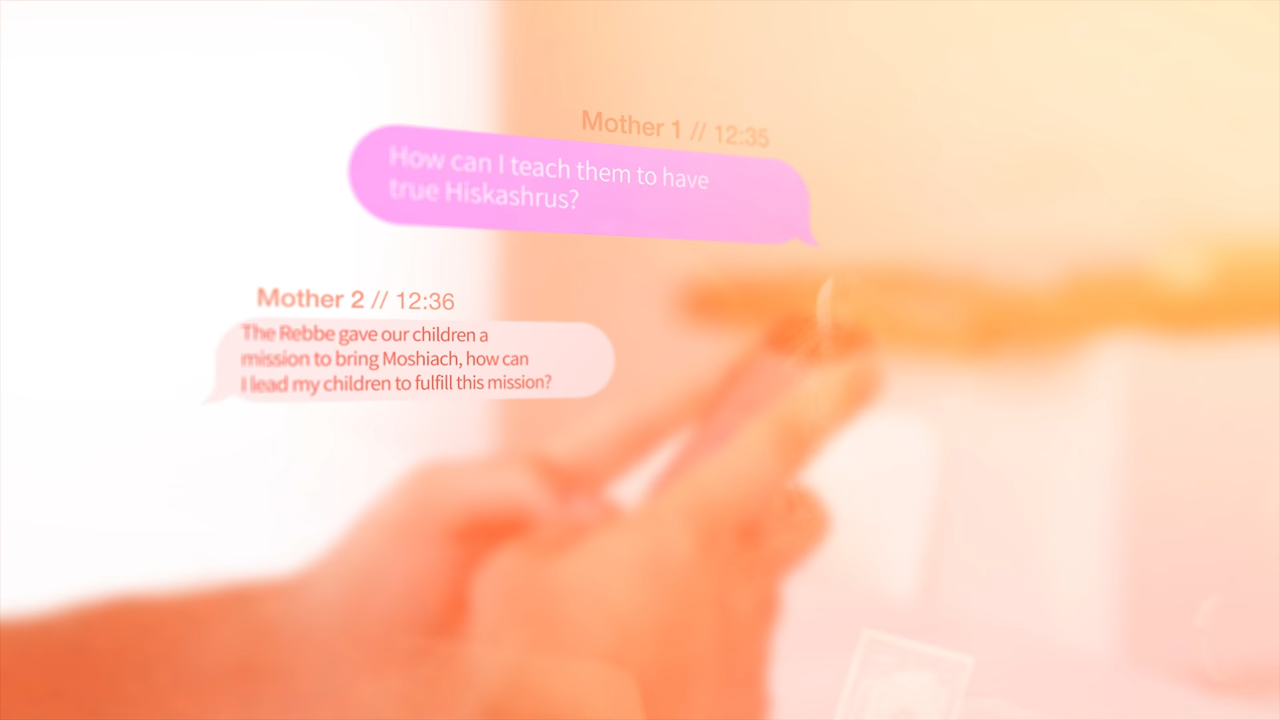 Mother 1 // 12:35
How can I teach them to have
true Hiskashrus?
Mother 2 // 12:36
The Rebbe gave our children a
mission to bring Moshiach, how can
I lead my children to fulfill this mission?